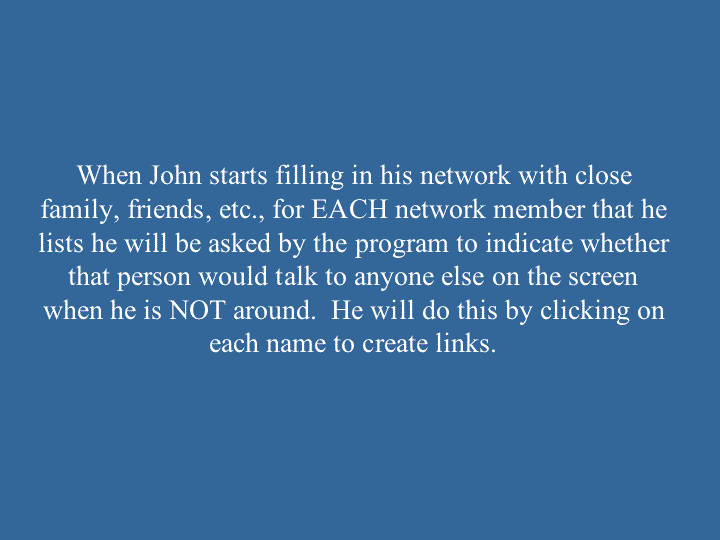 When John starts filling in his network with close
family, friends, etc., for EACH network member that he
lists he will be asked by the program to indicate whether
that person would talk to anyone else on the screen
when he is NOT around.  He will do this by clicking on
each name to create links.